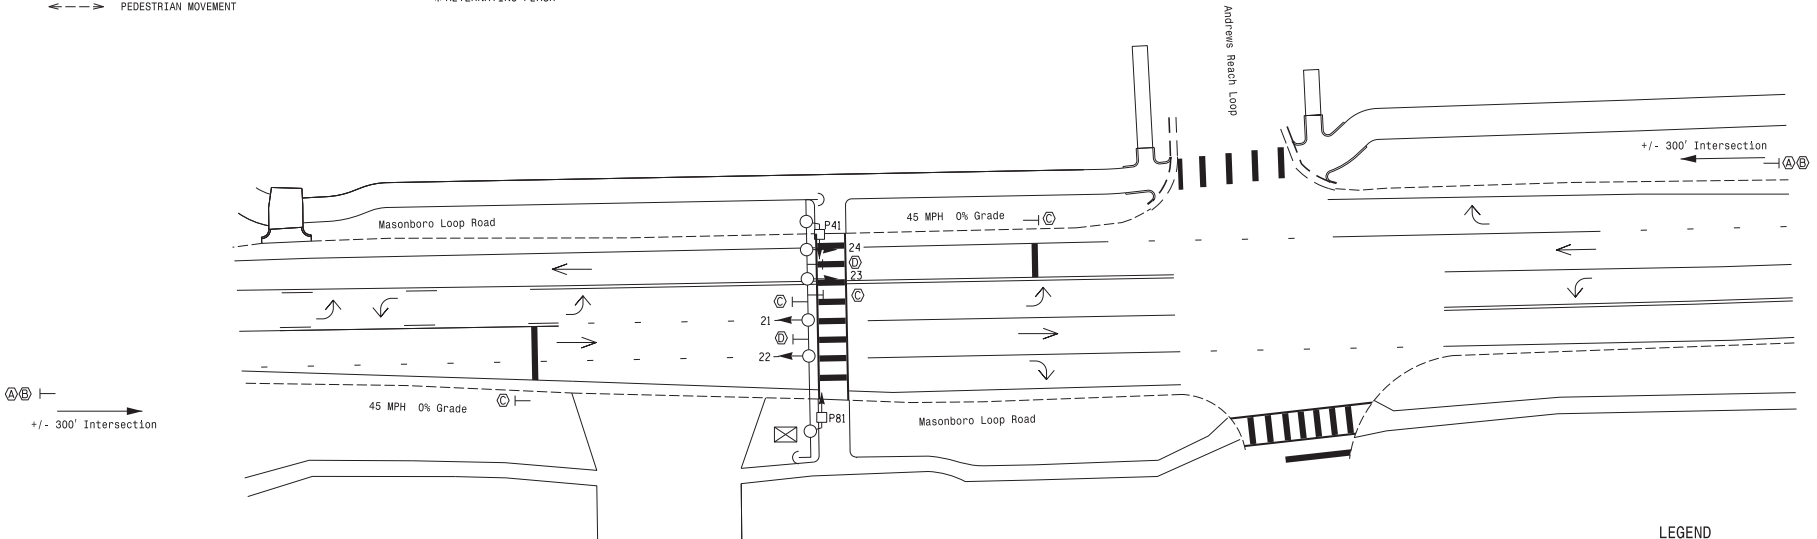 PEDESTRIAN MOVEMENT
Andrews Reach Loop
+/- 300' Intersection
A B
Masonboro Loop Road
P41
45 MPH 0% Grade
C
24
D
23
C
C
21
D
22
A B
+/- 300' Intersection
45 MPH 0% Grade
C
P81
Masonboro Loop Road
LEGEND